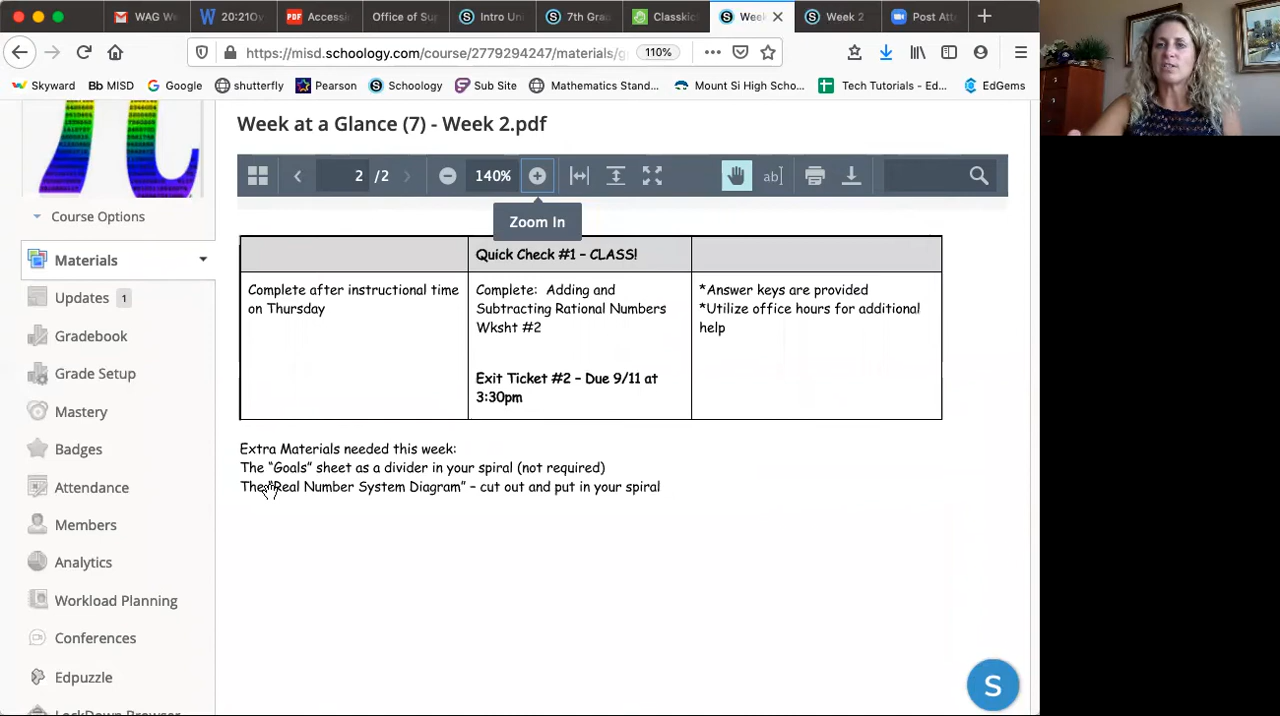 WAG W
20:21Ov
PDF Accessi
Office of Su
S Intro Un
S 7th Gra
Classkic
S Wee
S Week 2
Post Att
https://misd.schoology.com/course/2779294247/materials/g
110%
Skyward
Bb MISD
Google
shutterfly
Pearson
Schoology
Sub Site
Mathematics Stand...
Mount Si High Scho...
Tech Tutorials - Ed...
EdGems
Week at a Glance (7) - Week 2.pdf
2 /2
140%
ab
Zoom In
Course Options
Materials
Updates 1
Gradebook
Grade Setup
Mastery
Badges
Attendance
Members
Analytics
Workload Planning
Conferences
Edpuzzle
LockDown Browser
Quick Check #1 – CLASS!
Complete after instructional time
on Thursday
Complete: Adding and
Subtracting Rational Numbers
Wksht #2
Exit Ticket #2 – Due 9/11 at
3:30pm
*Answer keys are provided
*Utilize office hours for additional
help
Extra Materials needed this week:
The “Goals” sheet as a divider in your spiral (not required)
The “Real Number System Diagram” – cut out and put in your spiral
S